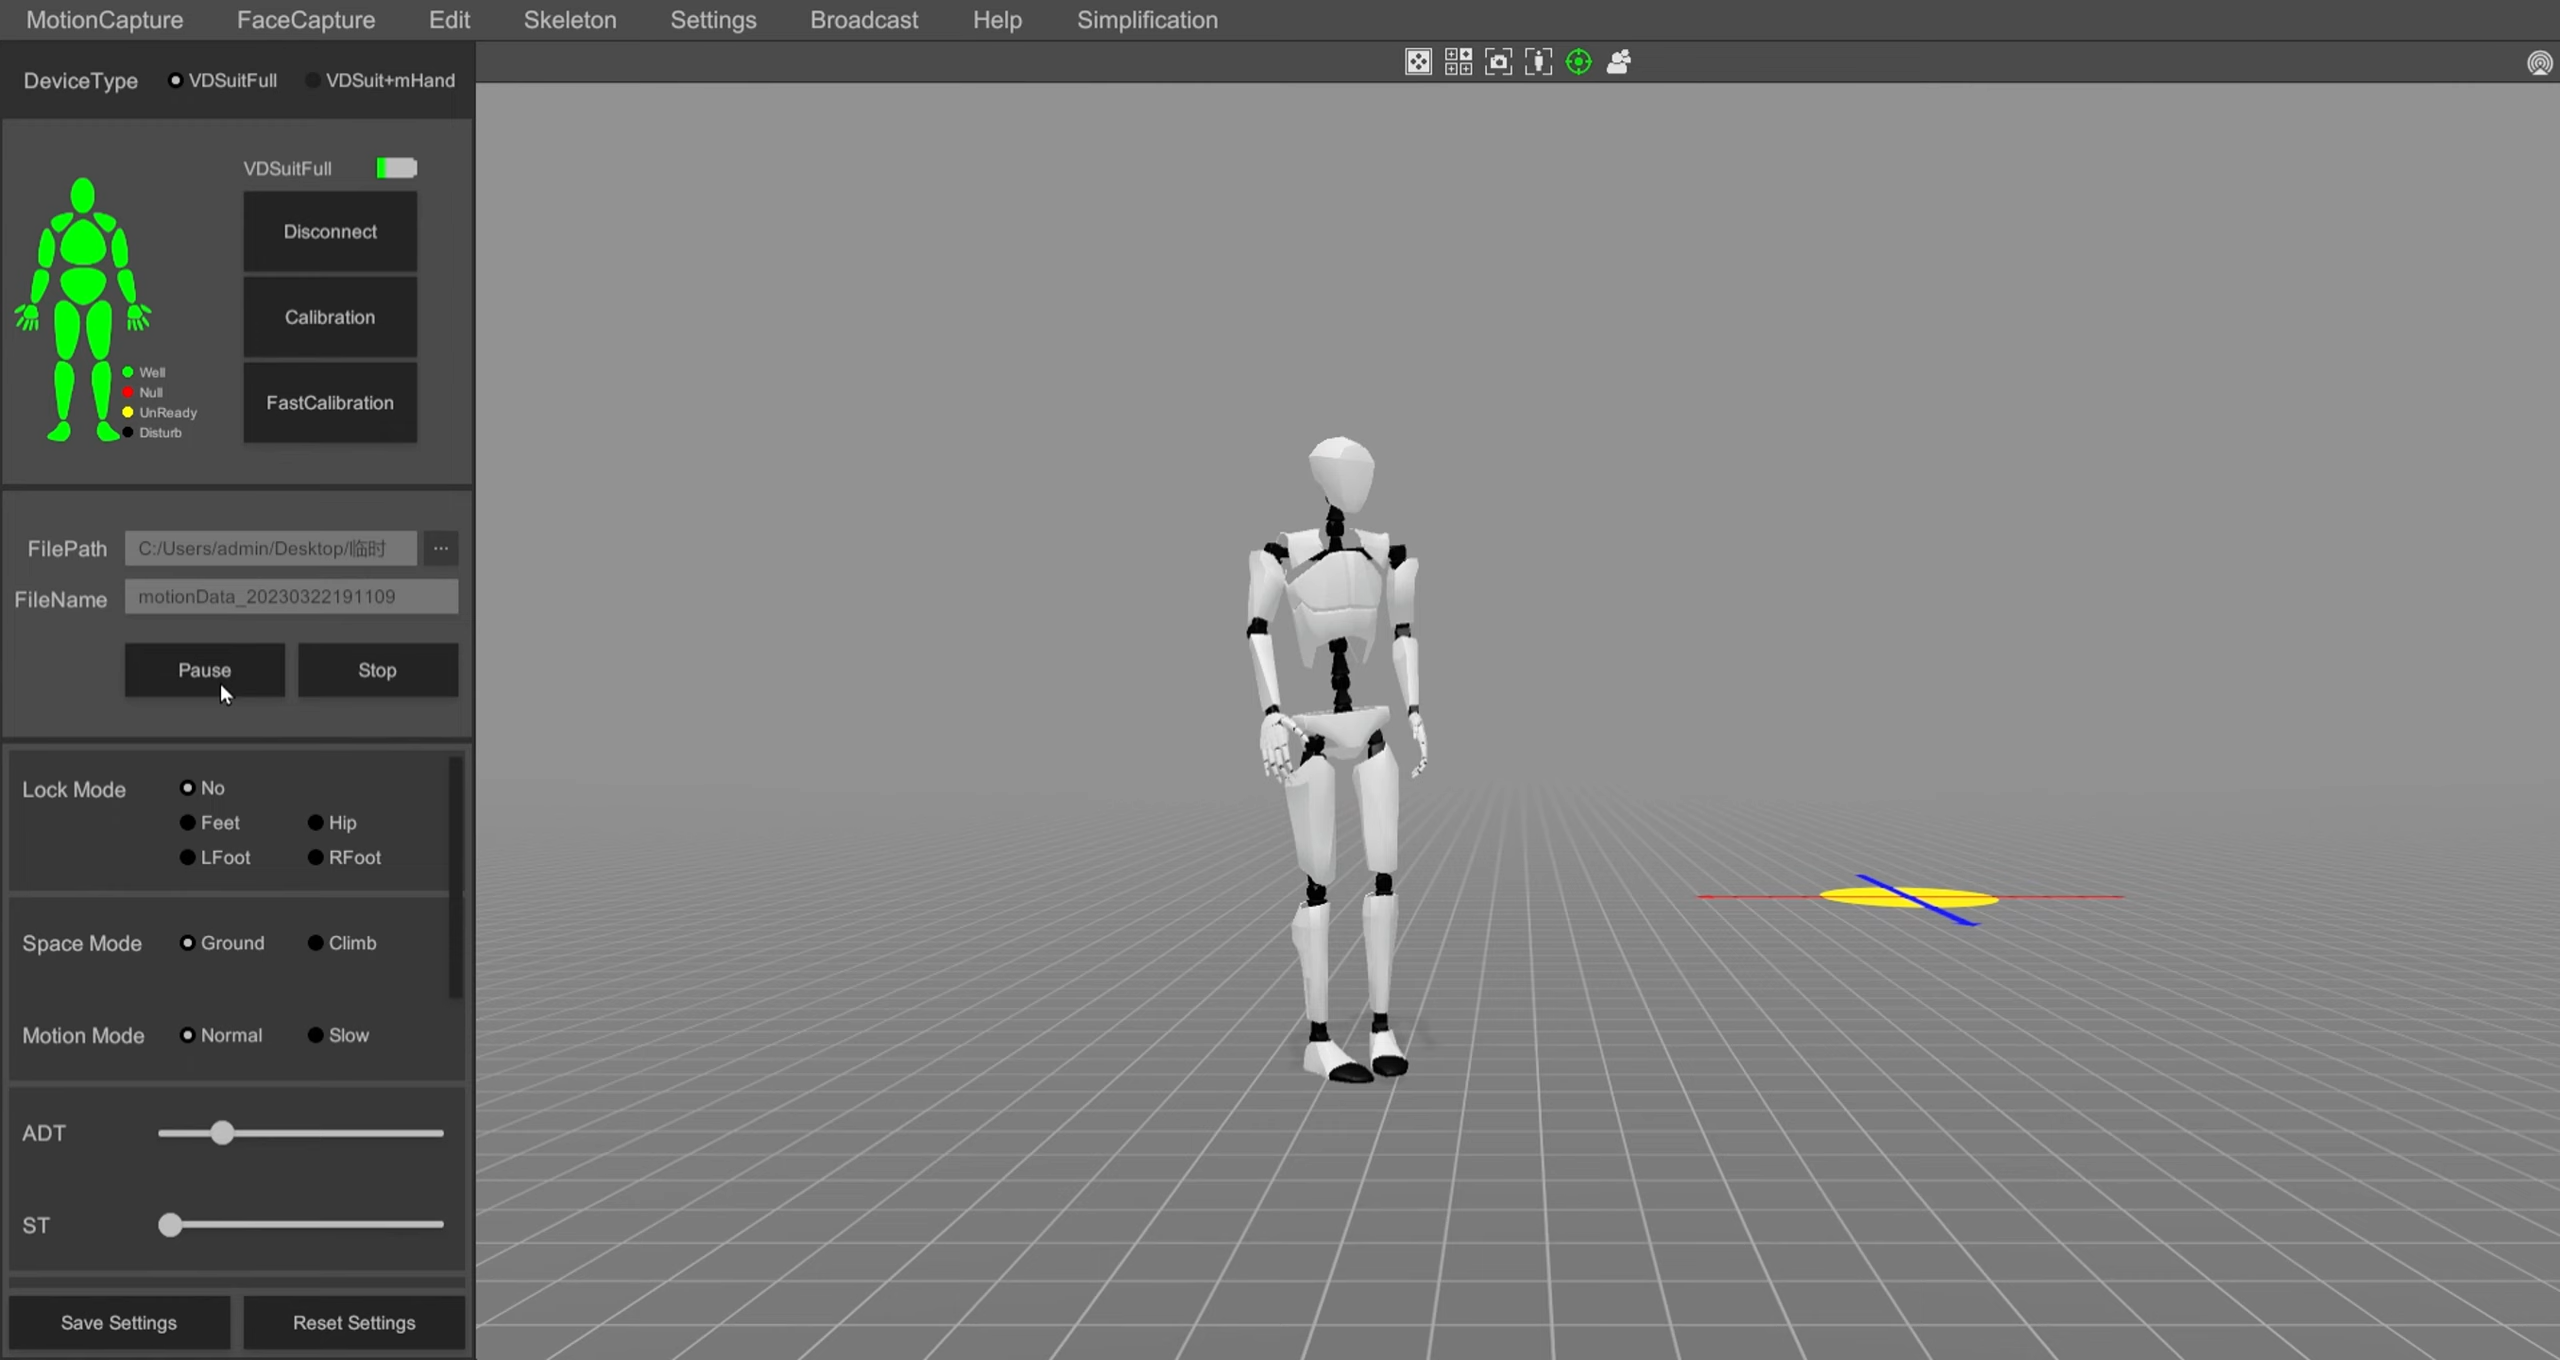 MotionCapture FaceCapture Edit Skeleton Settings Broadcast Help Simplification
DeviceType VDSuitFull VDSuit+mHand
VDSuitFull
Disconnect
Calibration
FastCalibration
Well
Null
UnReady
Disturb
FilePath C:/Users/admin/Desktop/临时 ...
FileName motionData_20230322191109
Pause Stop
Lock Mode No
Feet Hip
LFoot RFoot
Space Mode Ground Climb
Motion Mode Normal Slow
ADT
ST
Save Settings Reset Settings